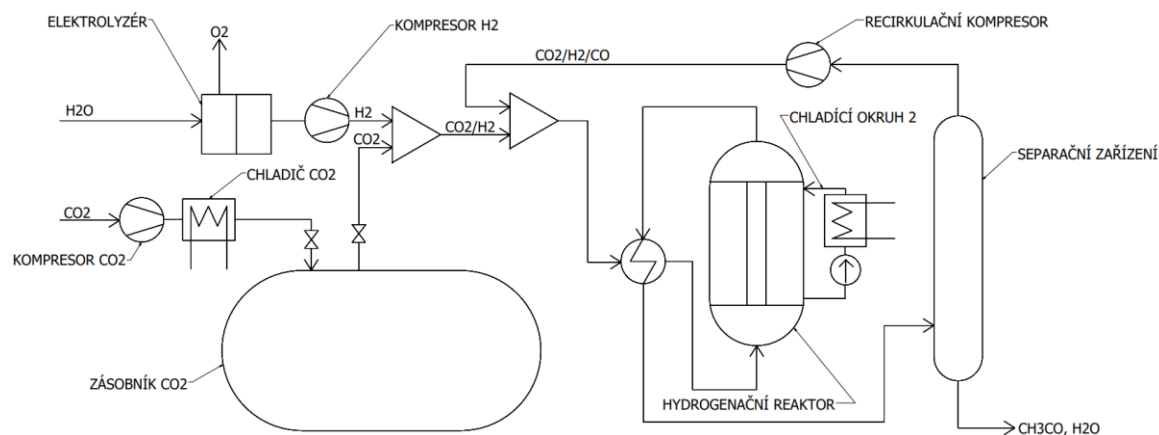 ELEKTROLYZÉR
O2
KOMPRESOR H2
RECIRKULAČNÍ KOMPRESOR
CO2/H2/CO
H2O
H2
CO2
CO2/H2
CHLADÍCÍ OKRUH 2
SEPARAČNÍ ZAŘÍZENÍ
CHLADIČ CO2
CO2
KOMPRESOR CO2
ZÁSOBNÍK CO2
HYDROGENAČNÍ REAKTOR
CH3CO, H2O